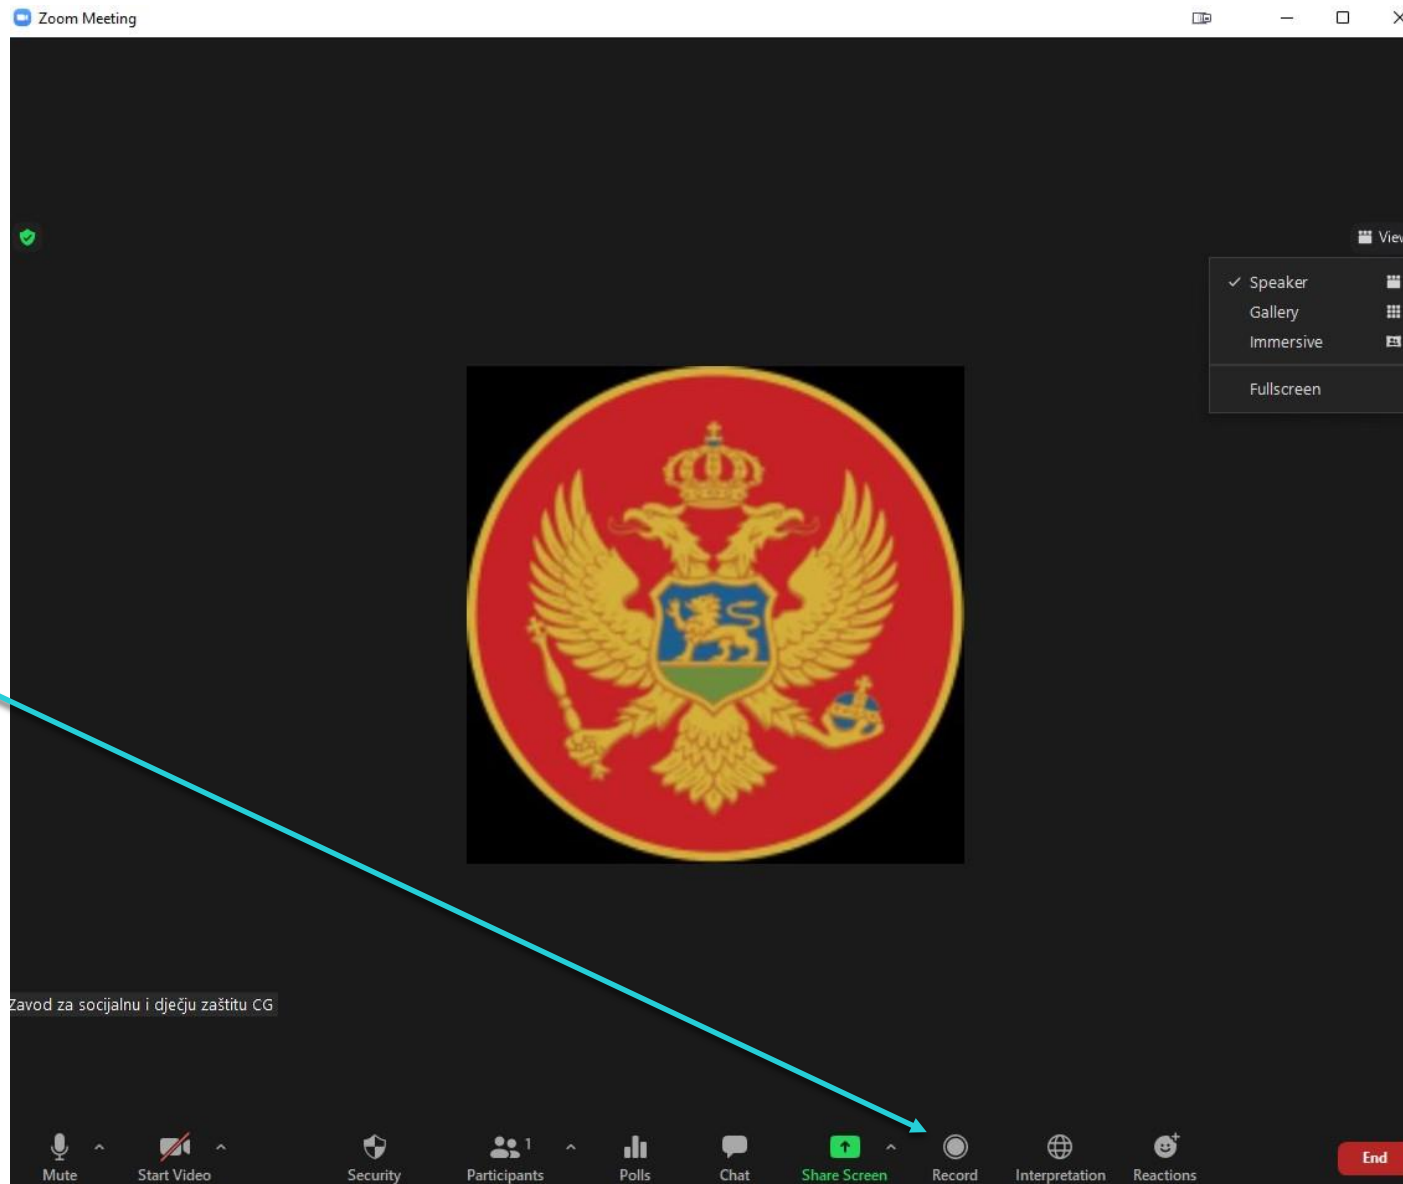 Zoom Meeting
View
Speaker
Gallery
Immersive
Fullscreen
Zavod za socijalnu i dječju zaštitu CG
1
Mute
Start Video
Security
Participants
Polls
Chat
Share Screen
Record
Interpretation
Reactions
End